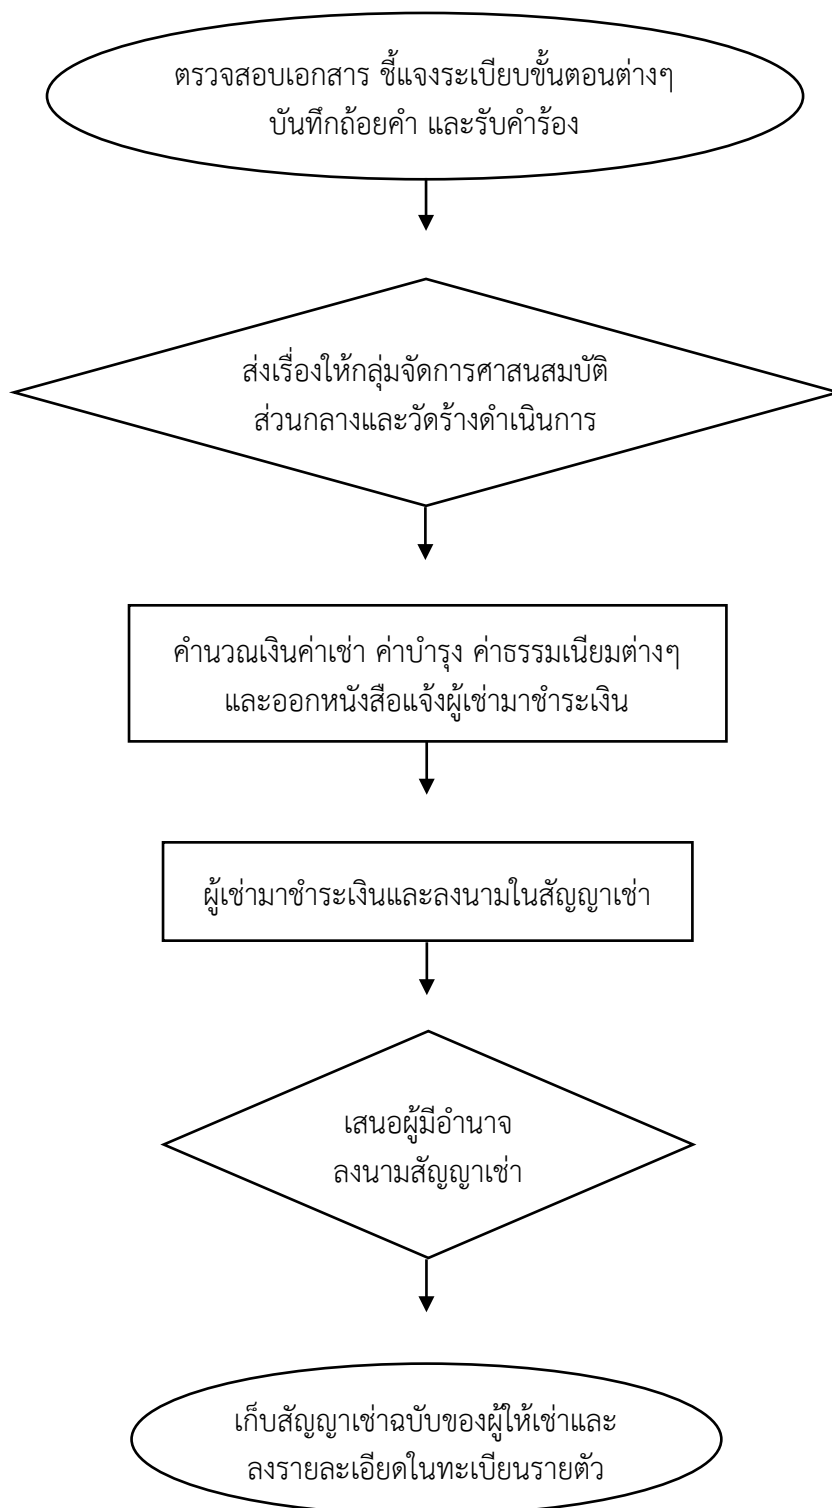 ตรวจสอบเอกสาร ชี้แจงระเบียบขั้นตอนต่างๆ
บันทึกถ้อยคำ และรับคำร้อง
ส่งเรื่องให้กลุ่มจัดการศาสนสมบัติ
ส่วนกลางและวัดร้างดำเนินการ
คำนวณเงินค่าเช่า ค่าบำรุง ค่าธรรมเนียมต่างๆ
และออกหนังสือแจ้งผู้เช่ามาชำระเงิน
ผู้เช่ามาชำระเงินและลงนามในสัญญาเช่า
เสนอผู้มีอำนาจ
ลงนามสัญญาเช่า
เก็บสัญญาเช่าฉบับของผู้ให้เช่าและ
ลงรายละเอียดในทะเบียนรายตัว